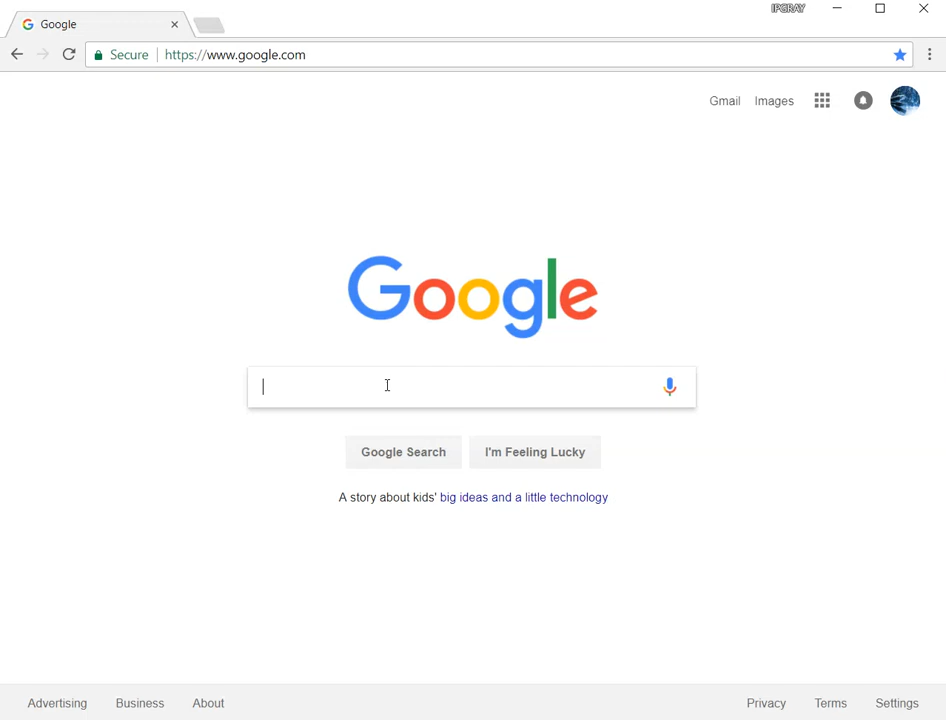 IPGRAY
Google
Secure https://www.google.com
Gmail Images
Google
Google Search I'm Feeling Lucky
A story about kids' big ideas and a little technology
Advertising Business About Privacy Terms Settings